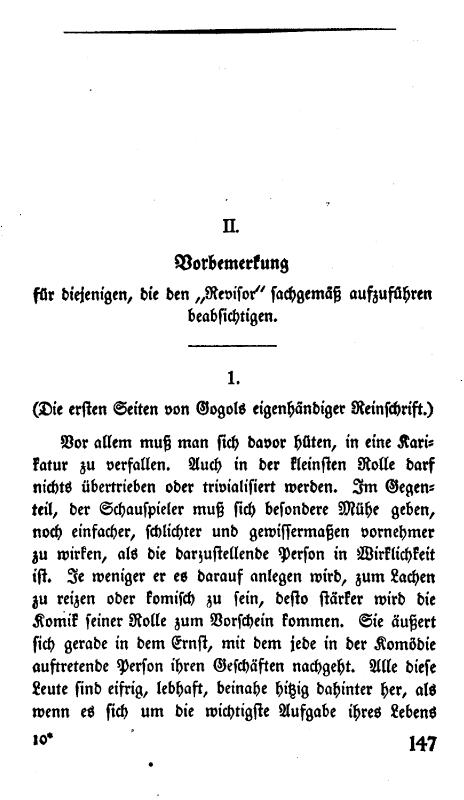 II.
Vorbemerkung
für diejenigen, die den „Revisor“ sachgemäß aufzuführen
beabsichtigen.
1.
(Die ersten Seiten von Gogols eigenhändiger Reinschrift.)
Vor allem muß man sich davor hüten, in eine Kari-
katur zu verfallen. Auch in der kleinsten Rolle darf
nichts übertrieben oder trivialisiert werden. Im Gegen-
teil, der Schauspieler muß sich besondere Mühe geben,
noch einfacher, schlichter und gewissermaßen vornehmer
zu wirken, als die darzustellende Person in Wirklichkeit
ist. Je weniger er es darauf anlegen wird, zum Lachen
zu reizen oder komisch zu sein, desto stärker wird die
Komik seiner Rolle zum Vorschein kommen. Sie äußert
sich gerade in dem Ernst, mit dem jede in der Komödie
auftretende Person ihren Geschäften nachgeht. Alle diese
Leute sind eifrig, lebhaft, beinahe hitzig dahinter her, als
wenn es sich um die wichtigste Aufgabe ihres Lebens
10* 147